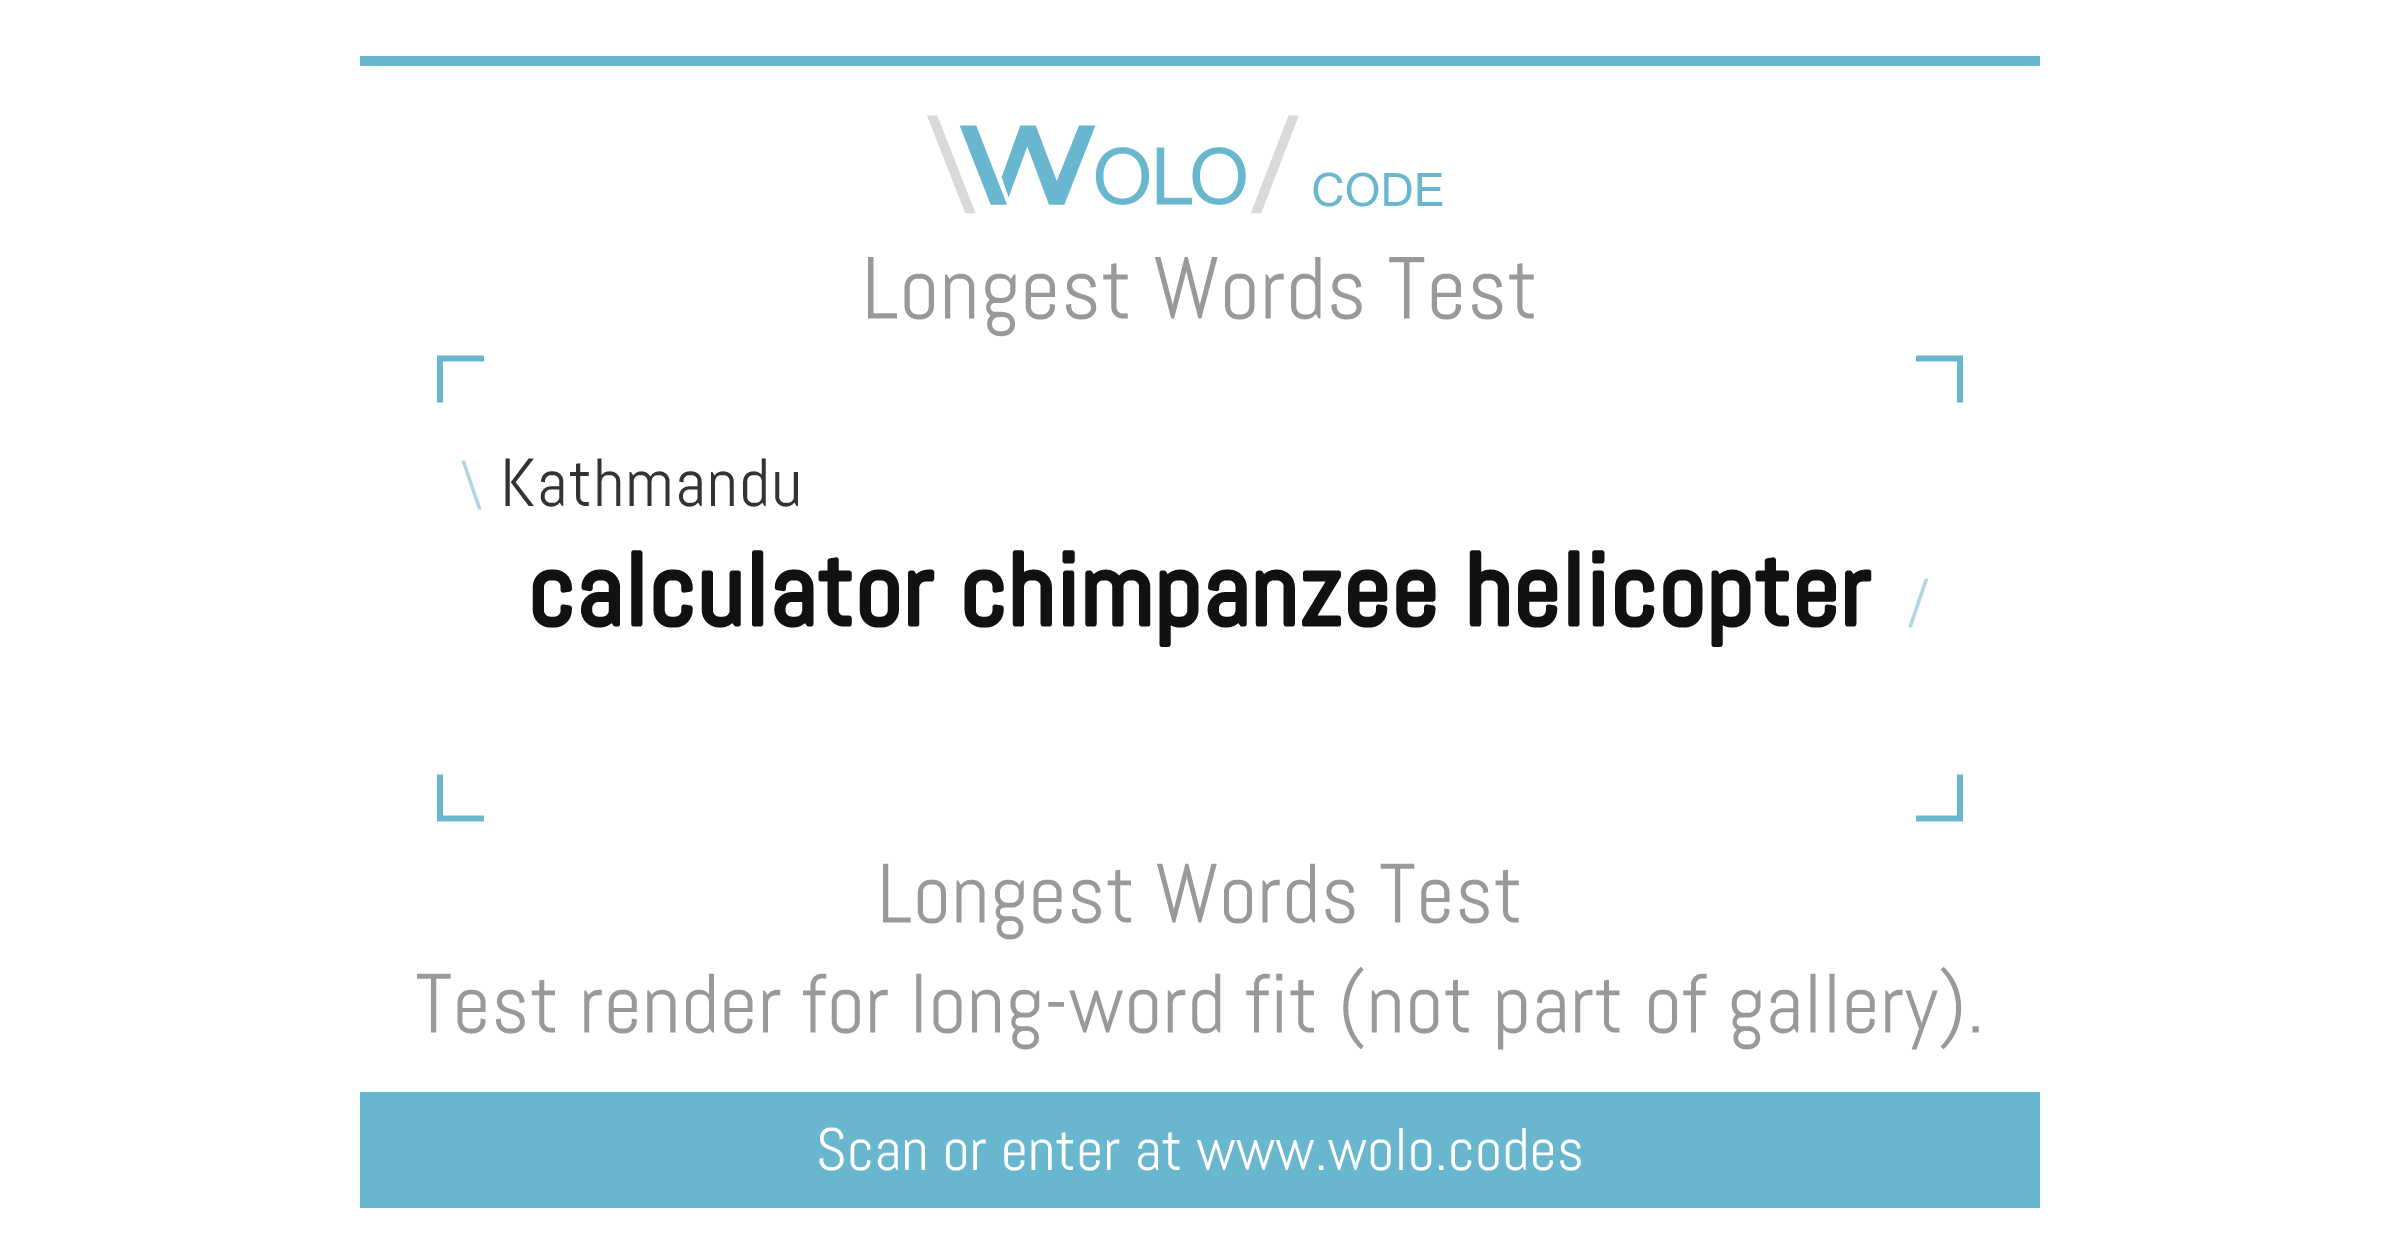 \WOLO/ CODE
Longest Words Test
\ Kathmandu
calculator chimpanzee helicopter /
Longest Words Test
Test render for long-word fit (not part of gallery).
Scan or enter at www.wolo.codes